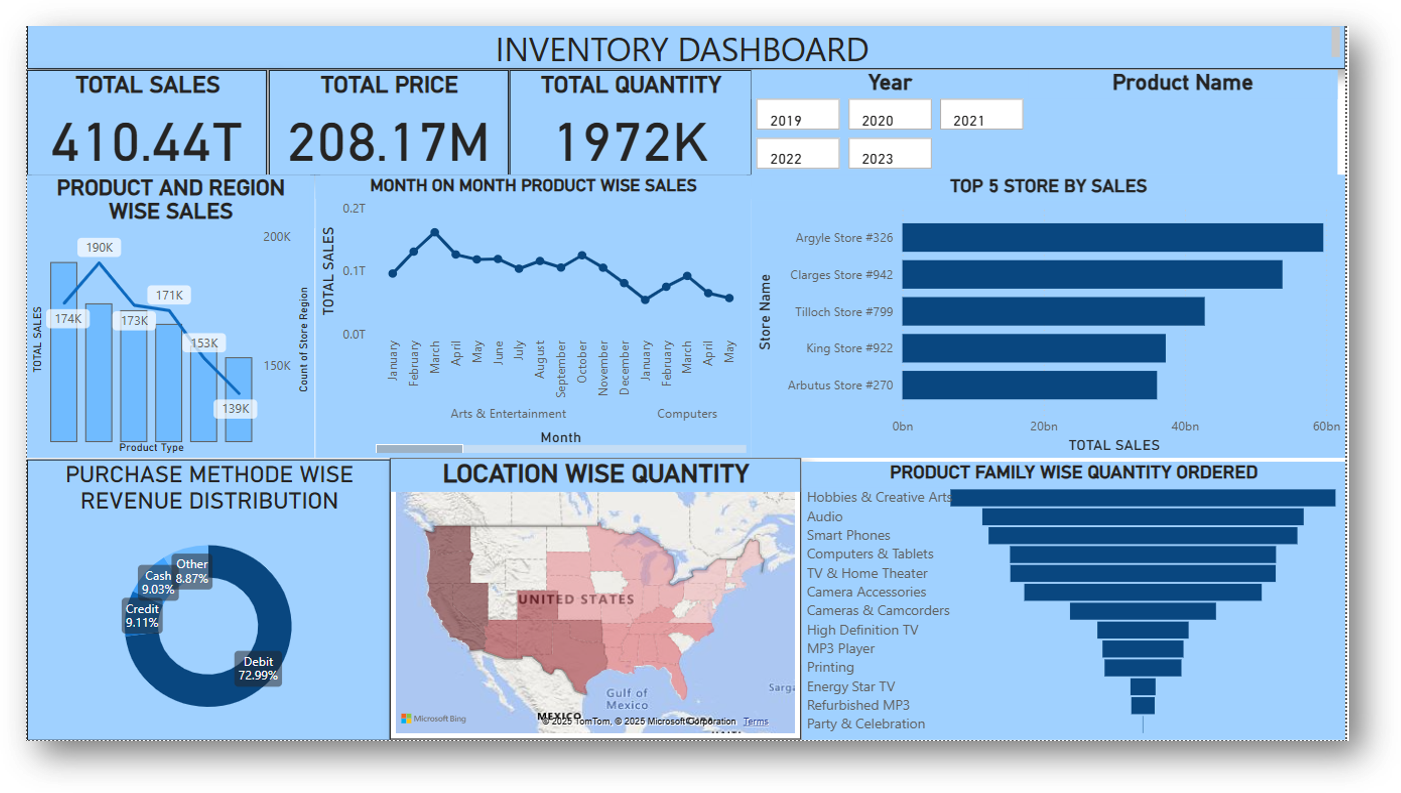 INVENTORY DASHBOARD
TOTAL SALES
410.44T
TOTAL PRICE
208.17M
TOTAL QUANTITY
1972K
Year
2019
2020
2021
2022
2023
Product Name
PRODUCT AND REGION
WISE SALES
TOTAL SALES
174K
190K
173K
171K
153K
139K
200K
150K
Count of Store Region
Product Type
MONTH ON MONTH PRODUCT WISE SALES
TOTAL SALES
0.2T
0.1T
0.0T
January
February
March
April
May
June
July
August
September
October
November
December
January
February
March
April
May
Arts & Entertainment
Computers
Month
TOP 5 STORE BY SALES
Store Name
Argyle Store #326
Clarges Store #942
Tilloch Store #799
King Store #922
Arbutus Store #270
0bn
20bn
40bn
60bn
TOTAL SALES
PURCHASE METHODE WISE
REVENUE DISTRIBUTION
Other
8.87%
Cash
9.03%
Credit
9.11%
Debit
72.99%
LOCATION WISE QUANTITY
UNITED STATES
Gulf of
Mexico
Sarga
MEXICO
Microsoft Bing
© 2025 TomTom, © 2025 Microsoft Corporation
Terms
PRODUCT FAMILY WISE QUANTITY ORDERED
Hobbies & Creative Arts
Audio
Smart Phones
Computers & Tablets
TV & Home Theater
Camera Accessories
Cameras & Camcorders
High Definition TV
MP3 Player
Printing
Energy Star TV
Refurbished MP3
Party & Celebration